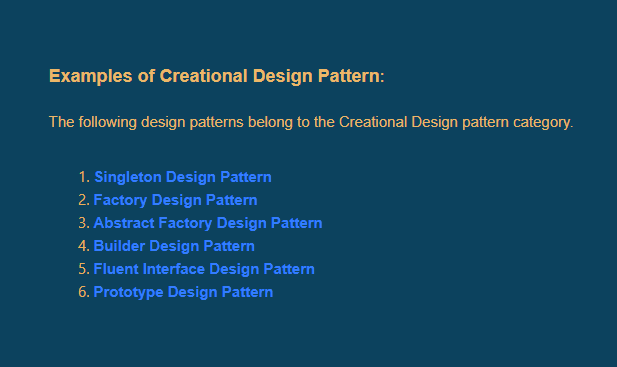 Examples of Creational Design Pattern:
The following design patterns belong to the Creational Design pattern category.
1. Singleton Design Pattern
2. Factory Design Pattern
3. Abstract Factory Design Pattern
4. Builder Design Pattern
5. Fluent Interface Design Pattern
6. Prototype Design Pattern